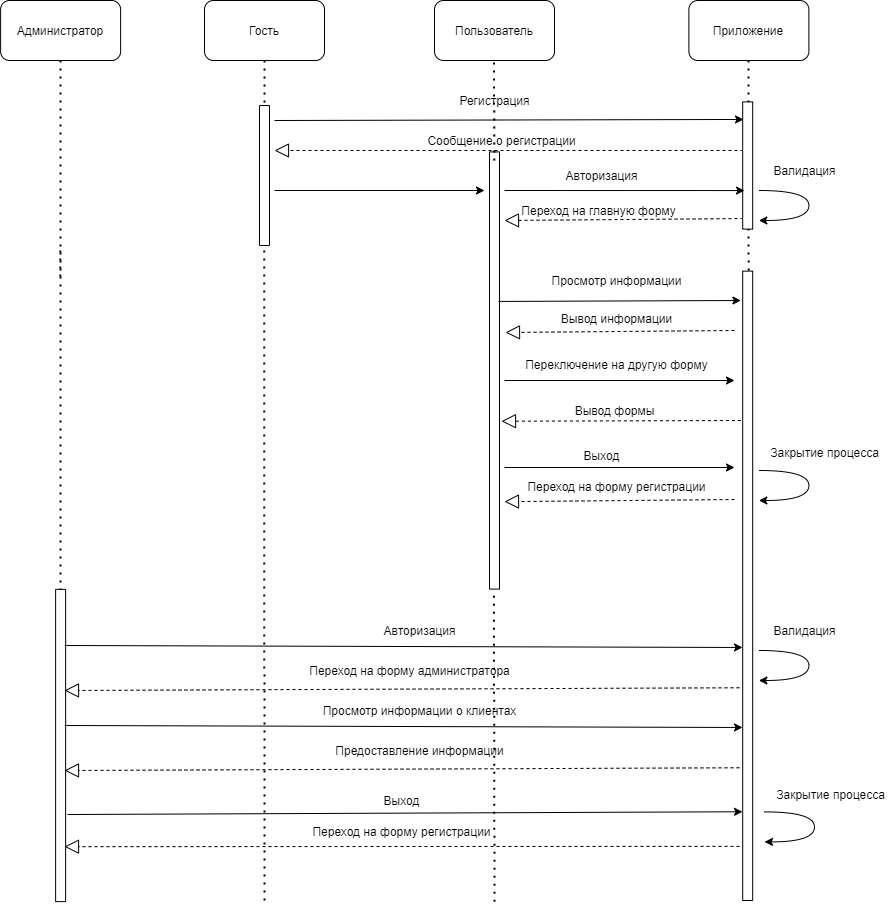 Администратор
Гость
Пользователь
Приложение
Регистрация
Сообщение о регистрации
Валидация
Авторизация
Переход на главную форму
Просмотр информации
Вывод информации
Переключение на другую форму
Вывод формы
Закрытие процесса
Выход
Переход на форму регистрации
Авторизация
Валидация
Переход на форму администратора
Просмотр информации о клиентах
Предоставление информации
Закрытие процесса
Выход
Переход на форму регистрации